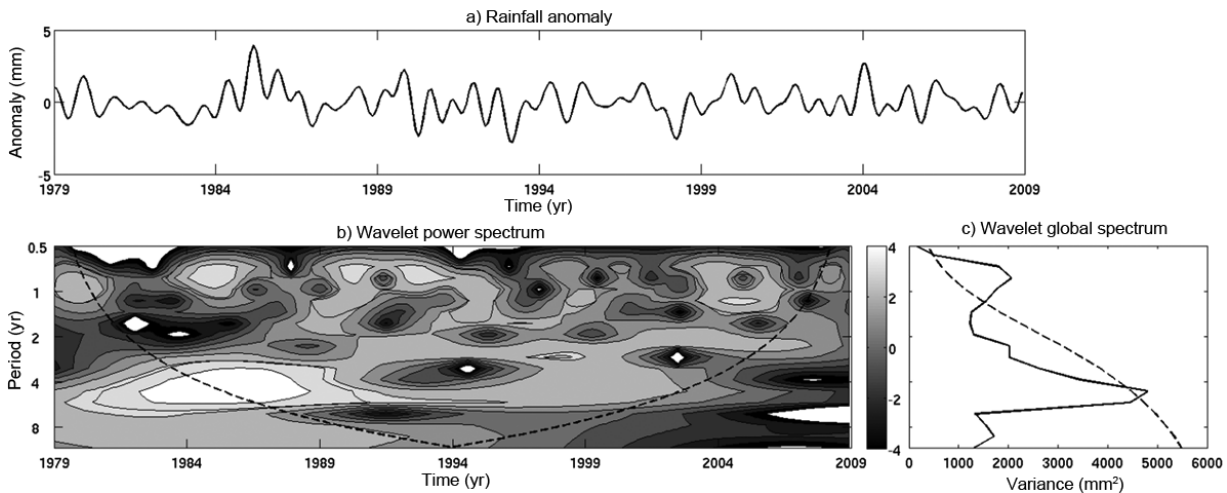 a) Rainfall anomaly
Anomaly (mm)
5
0
-5
1979 1984 1989 1994 1999 2004 2009
Time (yr)
b) Wavelet power spectrum
Period (yr)
0.5
1
2
4
8
1979 1984 1989 1994 1999 2004 2009
Time (yr)
4
2
0
-2
-4
c) Wavelet global spectrum
0 1000 2000 3000 4000 5000 6000
Variance (mm²)